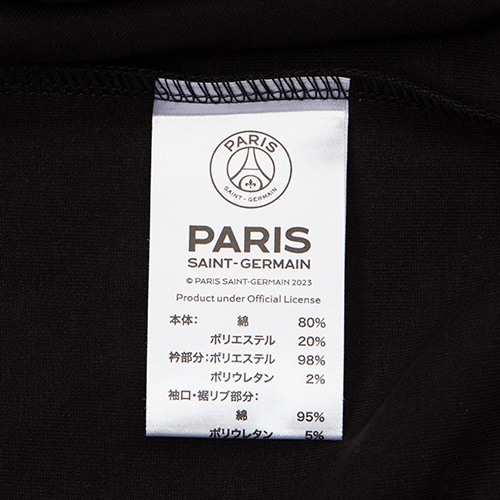 PARIS
SAINT-GERMAIN
PARIS
SAINT-GERMAIN
© PARIS SAINT-GERMAIN 2023
Product under Official License
本体: 綿 80%
ポリエステル 20%
衿部分:ポリエステル 98%
ポリウレタン 2%
袖口・裾リブ部分:
綿 95%
ポリウレタン 5%